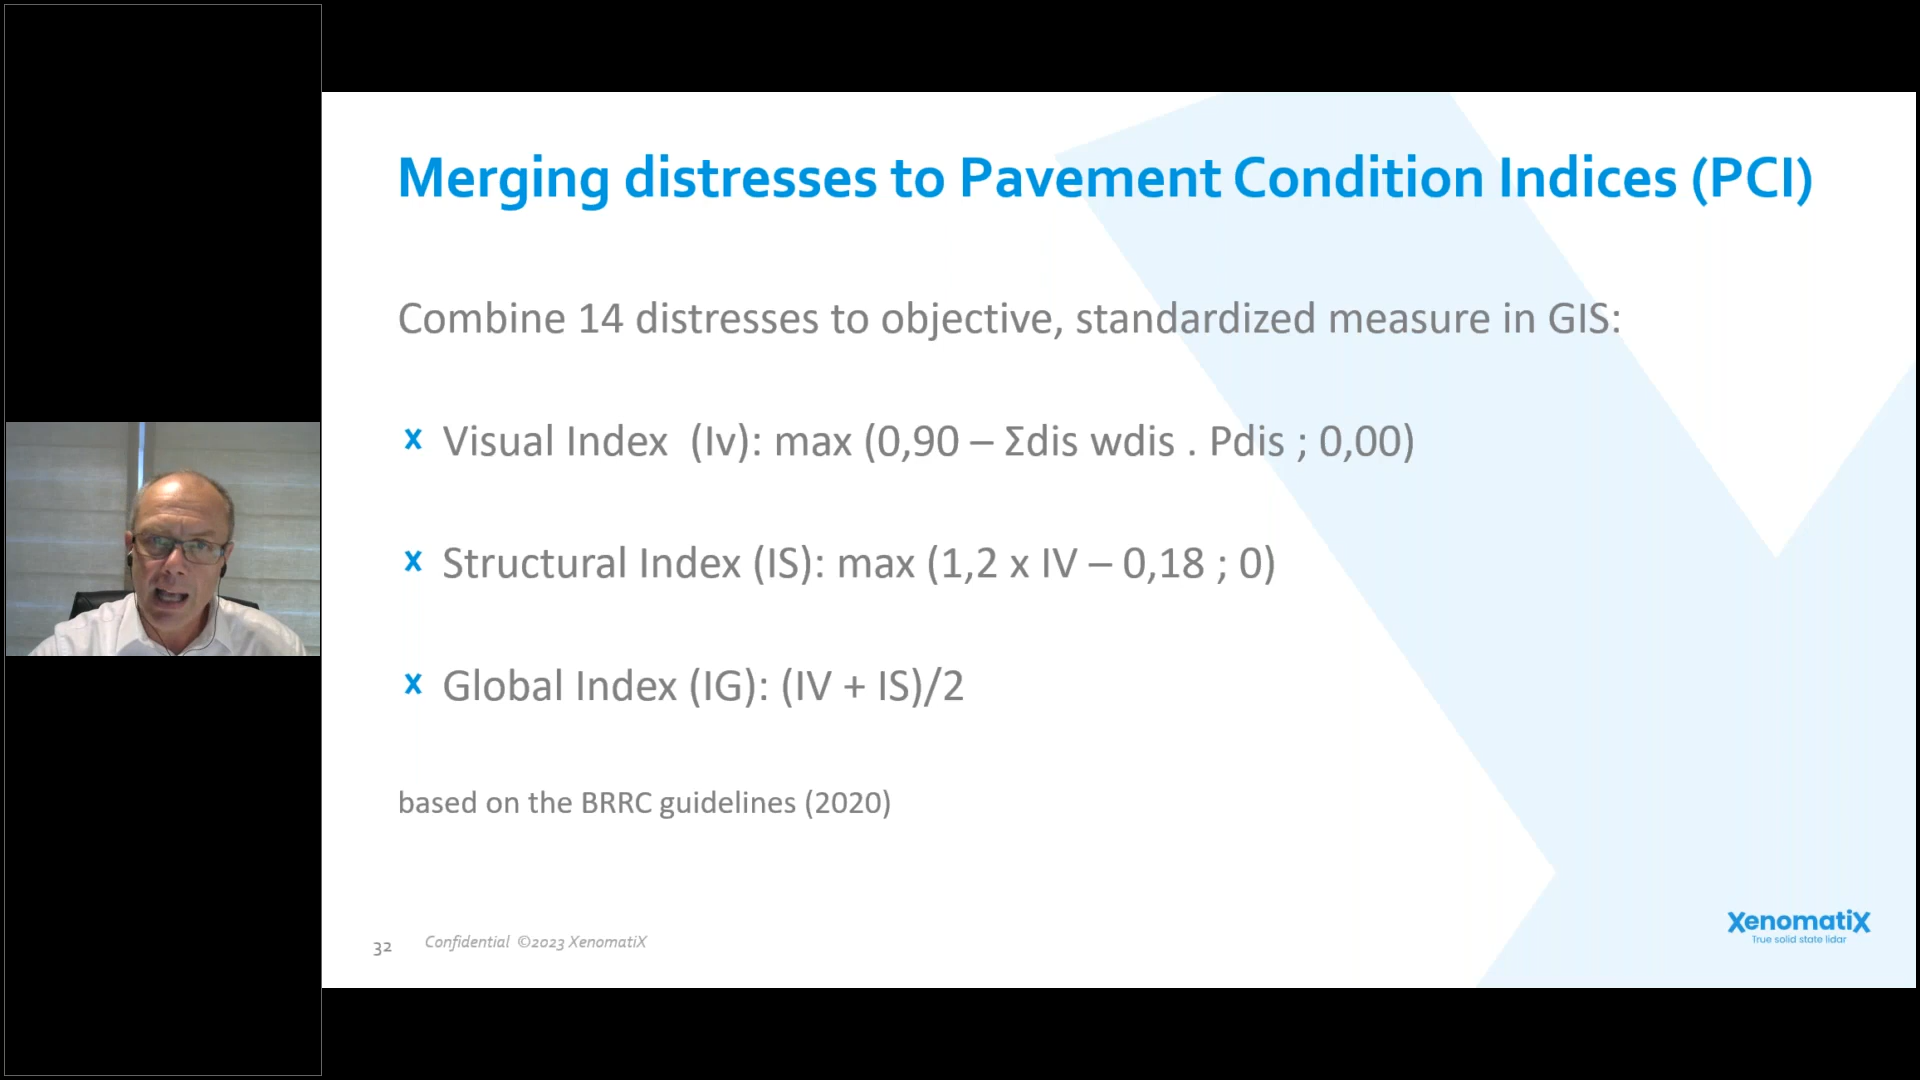 Merging distresses to Pavement Condition Indices (PCI)
Combine 14 distresses to objective, standardized measure in GIS:
x Visual Index (Iv): max (0,90 – Σdis wdis . Pdis ; 0,00)
x Structural Index (IS): max (1,2 x IV – 0,18 ; 0)
x Global Index (IG): (IV + IS)/2
based on the BRRC guidelines (2020)
32 Confidential ©2023 XenomatiX
XenomatiX
True solid state lidar